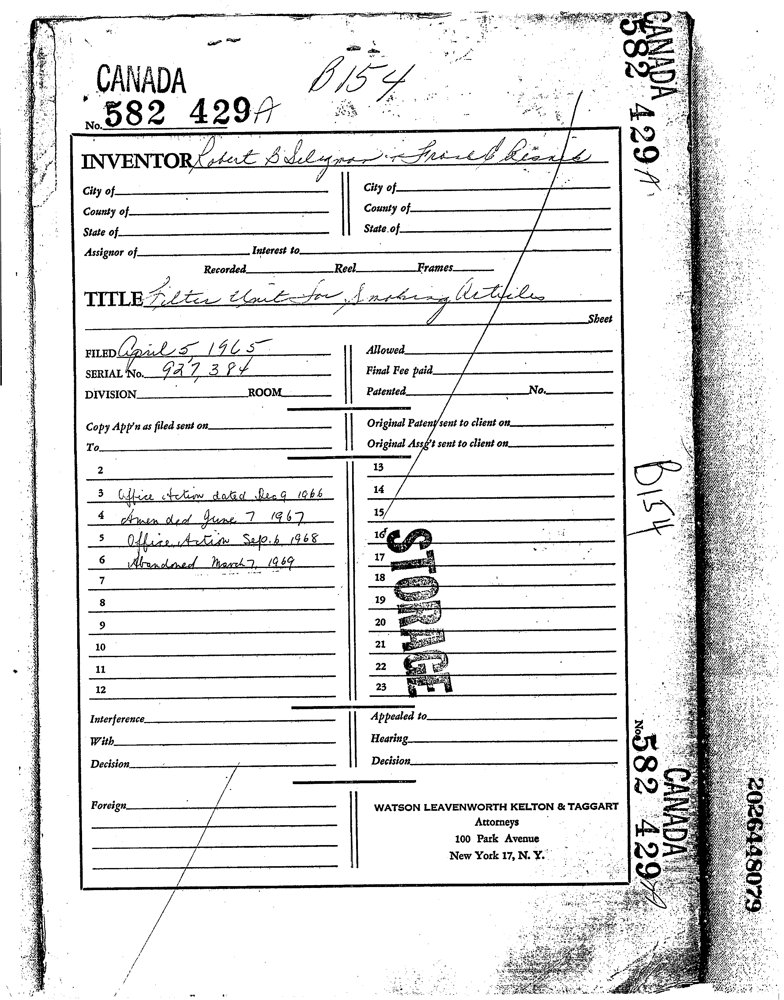 CANADA
B154
No. 582 429A
INVENTOR Robert B Seligman
City of
City of
County of
County of
State of
State of
Assignor of Interest to
Recorded Reel Frames
TITLE Filter Unit For Smoking Articles
Sheet
FILED April 5, 1965
Allowed
SERIAL No. 927,384
Final Fee paid
DIVISION ROOM
Patented No.
Copy App'n as filed sent on
Original Patent sent to client on
To
Original Assg't sent to client on
2
13
3 Office Action dated Dec 9 1966
14
4 Amended June 7 1967
15
5 Office Action Sep. 6, 1968
16
6 Abandoned March 7, 1969
17
7
18
8
19
9
20
10
21
11
22
12
23
STORAGE
Interference
Appealed to
With
Hearing
Decision
Decision
Foreign
WATSON LEAVENWORTH KELTON & TAGGART
Attorneys
100 Park Avenue
New York 17, N. Y.
CANADA
582 429A
B154
CANADA
No. 582 429A
2026448079